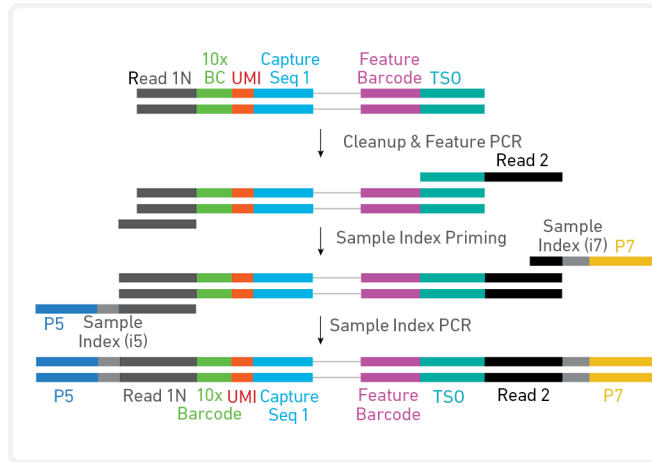 10x Capture Feature
Read 1N BC UMI Seq 1 Barcode TSO
Cleanup & Feature PCR
Read 2
Sample
Sample Index Priming Index (i7) P7
P5 Sample Sample Index PCR
Index (i5)
P5 Read 1N 10x UMI Capture Feature TSO Read 2 P7
Barcode Seq 1 Barcode